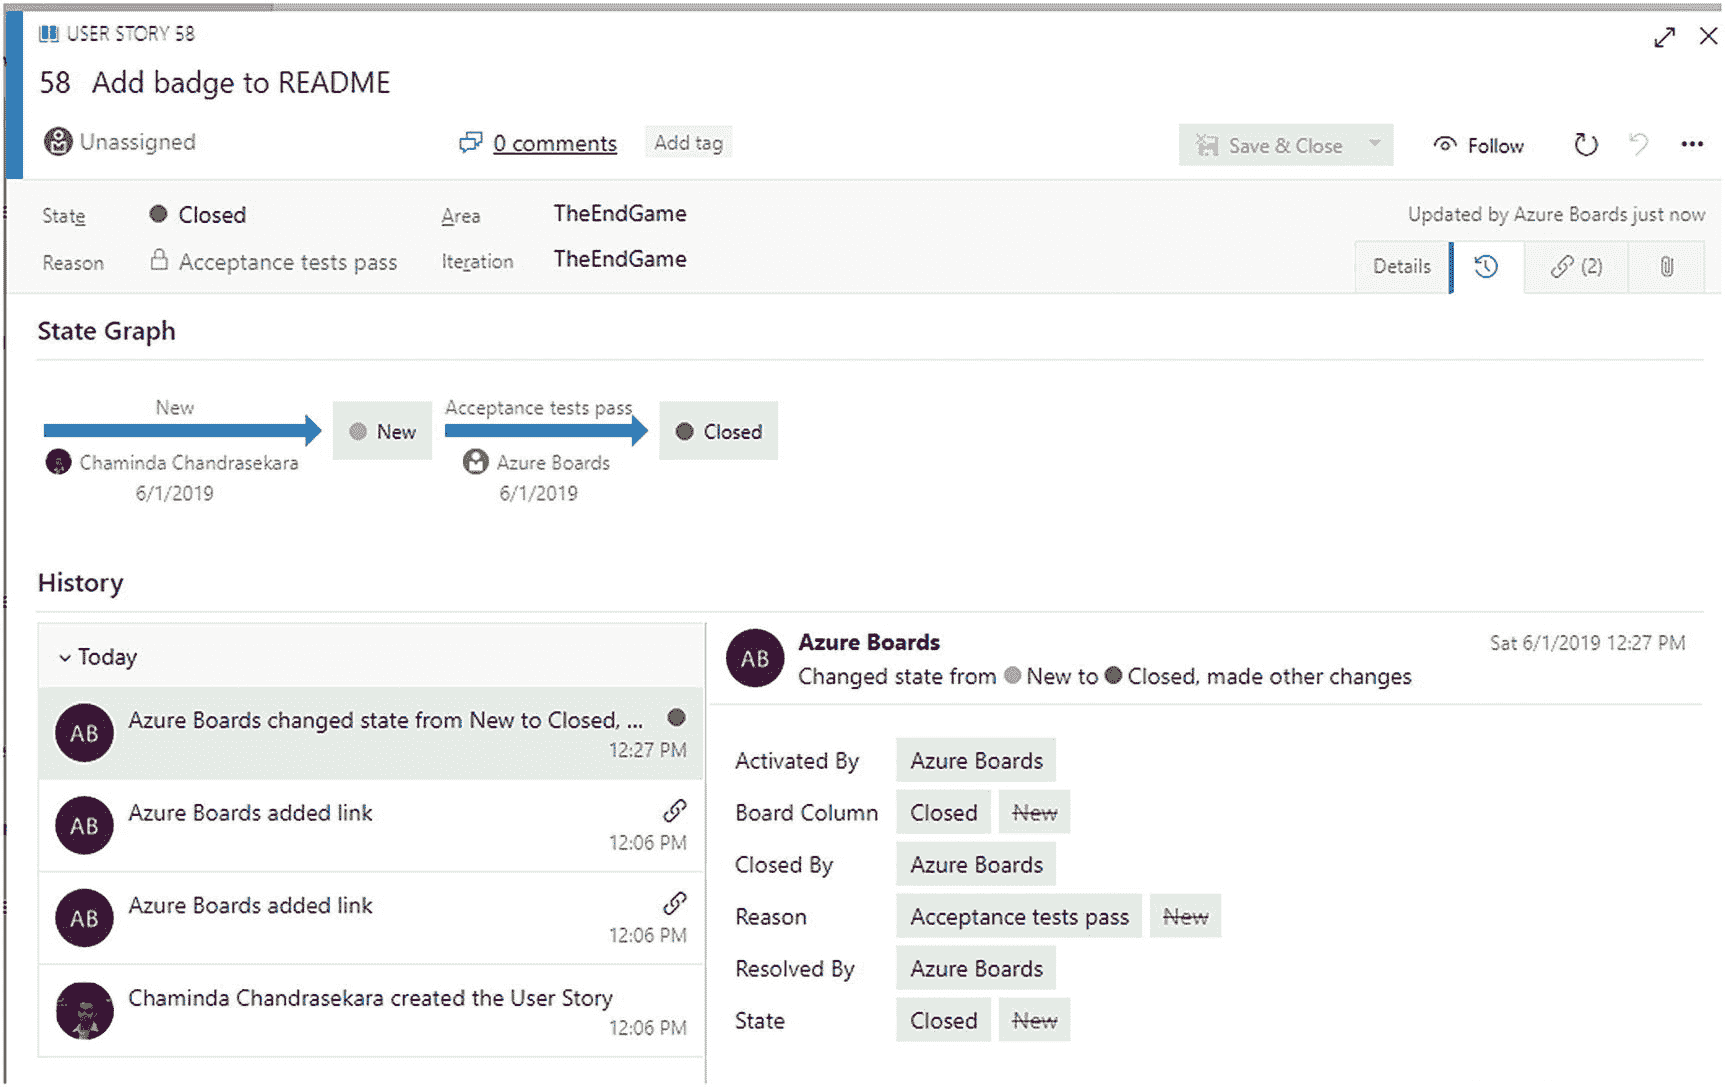 USER STORY 58
58 Add badge to README
Unassigned 0 comments Add tag Save & Close Follow
State Closed Area TheEndGame Updated by Azure Boards just now
Reason Acceptance tests pass Iteration TheEndGame Details (2)
State Graph
New Acceptance tests pass
New Closed
Chaminda Chandrasekara Azure Boards
6/1/2019 6/1/2019
History
Today
AB Azure Boards changed state from New to Closed, ...
12:27 PM
AB Azure Boards added link
12:06 PM
AB Azure Boards added link
12:06 PM
Chaminda Chandrasekara created the User Story
12:06 PM
AB Azure Boards Sat 6/1/2019 12:27 PM
Changed state from New to Closed, made other changes
Activated By Azure Boards
Board Column Closed New
Closed By Azure Boards
Reason Acceptance tests pass New
Resolved By Azure Boards
State Closed New